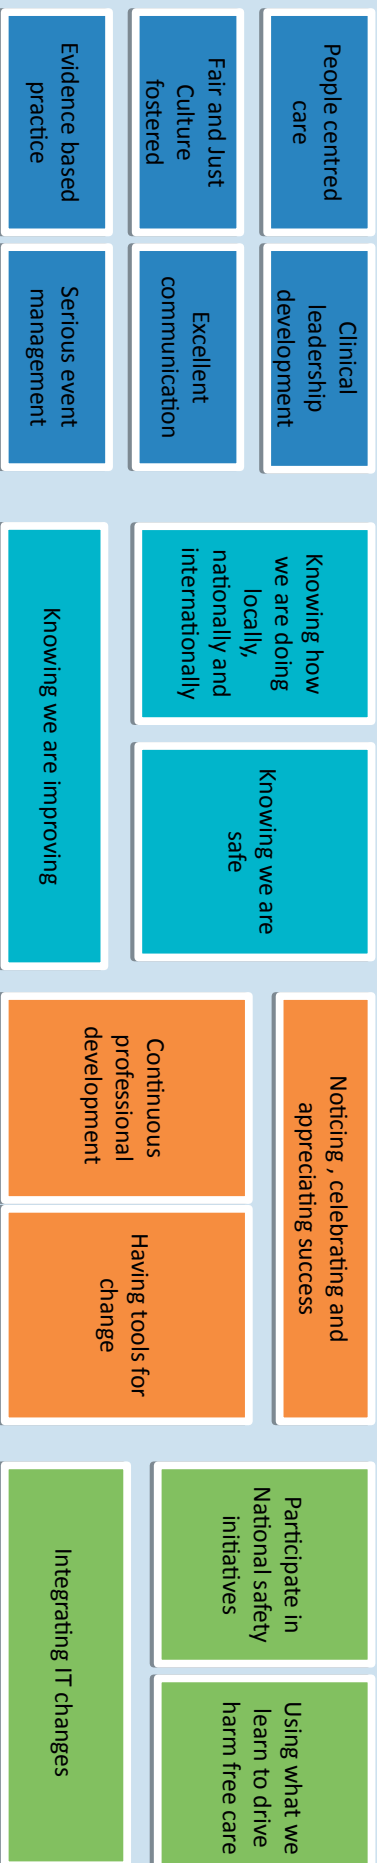 People centred
care
Clinical
leadership
development
Fair and Just
Culture
fostered
Excellent
communication
Evidence based
practice
Serious event
management
Knowing how
we are doing
locally,
nationally and
internationally
Knowing we are
safe
Knowing we are improving
Noticing , celebrating and
appreciating success
Continuous
professional
development
Having tools for
change
Participate in
National safety
initiatives
Using what we
learn to drive
harm free care
Integrating IT changes